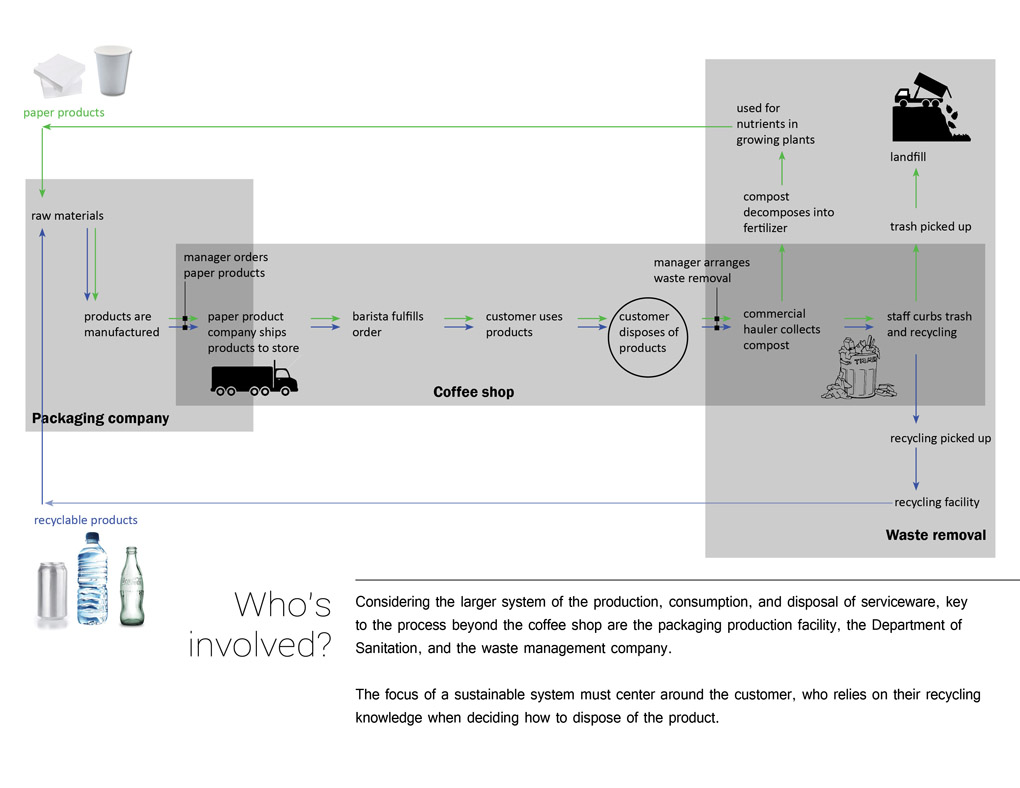 paper products
used for
nutrients in
growing plants
landfill
compost
decomposes into
fertilizer
trash picked up
raw materials
manager orders
paper products
manager arranges
waste removal
products are
manufactured
paper product
company ships
products to store
barista fulfills
order
customer uses
products
customer
disposes of
products
commercial
hauler collects
compost
staff curbs trash
and recycling
TRASH
Coffee shop
Packaging company
recycling picked up
recycling facility
Waste removal
recyclable products
Who's
involved?
Considering the larger system of the production, consumption, and disposal of serviceware, key
to the process beyond the coffee shop are the packaging production facility, the Department of
Sanitation, and the waste management company.
The focus of a sustainable system must center around the customer, who relies on their recycling
knowledge when deciding how to dispose of the product.